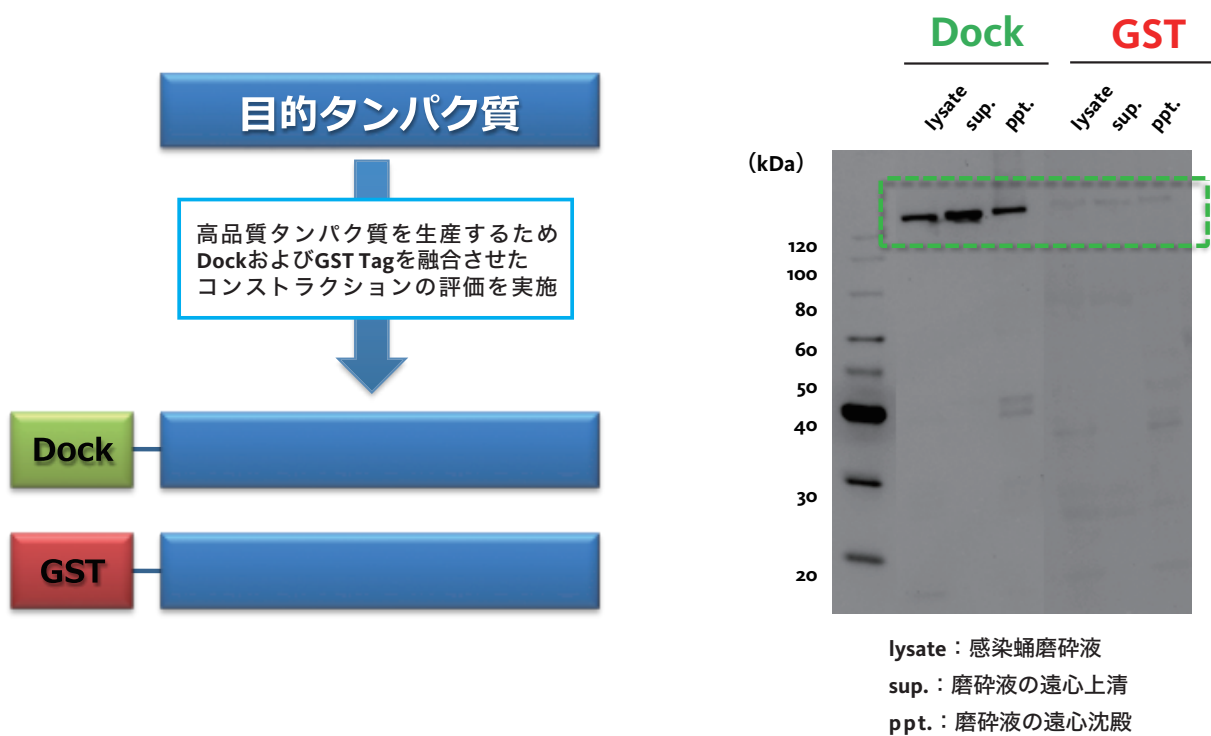 目的タンパク質
高品質タンパク質を生産するため
DockおよびGST Tagを融合させた
コンストラクションの評価を実施
Dock
GST
Dock GST
lysate sup. ppt. lysate sup. ppt.
（kDa）
120
100
80
60
50
40
30
20
lysate：感染蛹磨砕液
sup.：磨砕液の遠心上清
ppt.：磨砕液の遠心沈殿